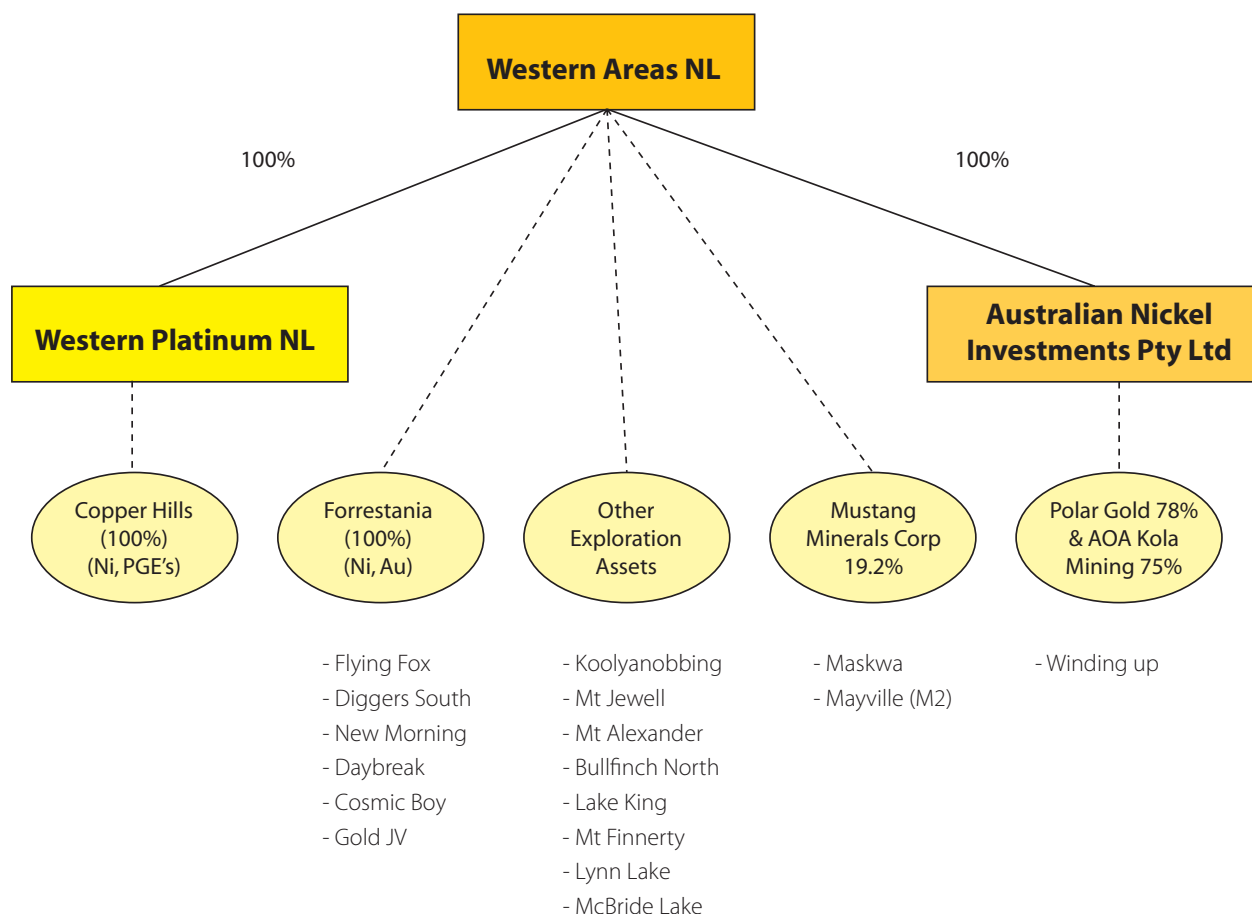 Western Areas NL
100%
100%
Western Platinum NL
Australian Nickel
Investments Pty Ltd
Copper Hills
(100%)
(Ni, PGE’s)
Forrestania
(100%)
(Ni, Au)
Other
Exploration
Assets
Mustang
Minerals Corp
19.2%
Polar Gold 78%
& AOA Kola
Mining 75%
- Flying Fox
- Diggers South
- New Morning
- Daybreak
- Cosmic Boy
- Gold JV
- Koolyanobbing
- Mt Jewell
- Mt Alexander
- Bullfinch North
- Lake King
- Mt Finnerty
- Lynn Lake
- McBride Lake
- Maskwa
- Mayville (M2)
- Winding up